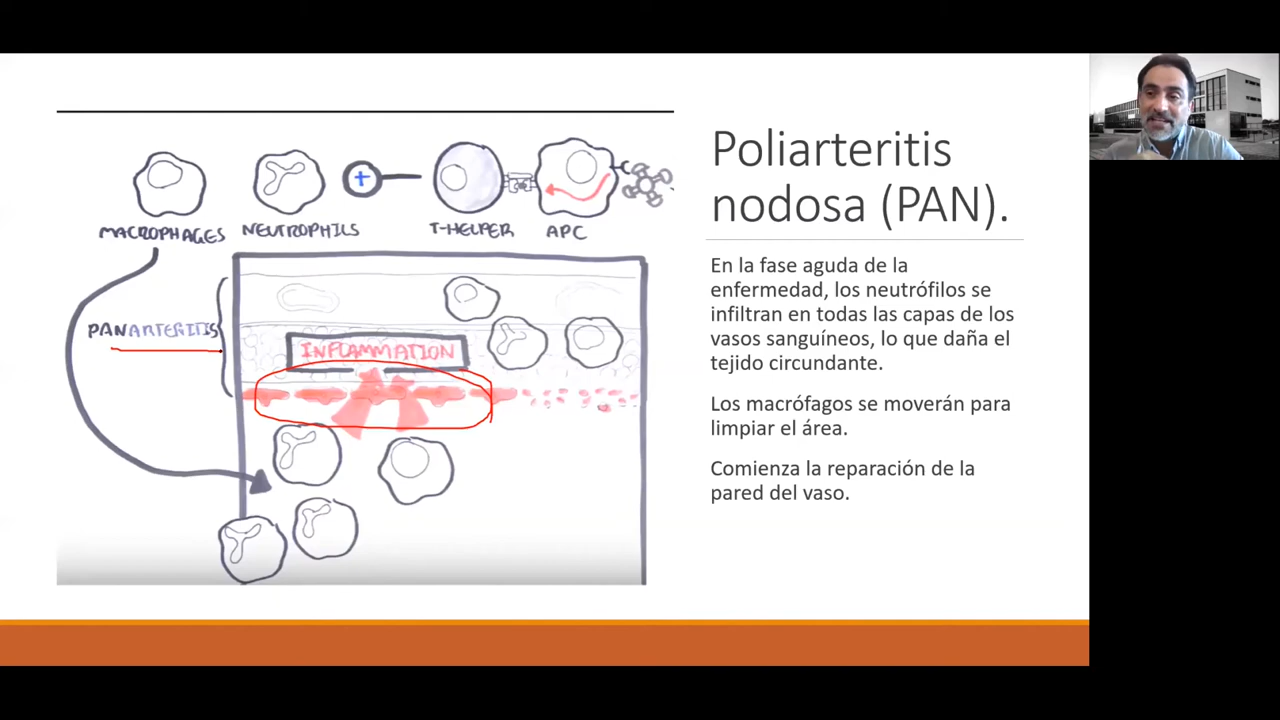 MACROPHAGES
NEUTROPHILS
T-HELPER
APC
PANARTERITIS
INFLAMMATION
Poliarteritis
nodosa (PAN).
En la fase aguda de la
enfermedad, los neutrófilos se
infiltran en todas las capas de los
vasos sanguíneos, lo que daña el
tejido circundante.
Los macrófagos se moverán para
limpiar el área.
Comienza la reparación de la
pared del vaso.